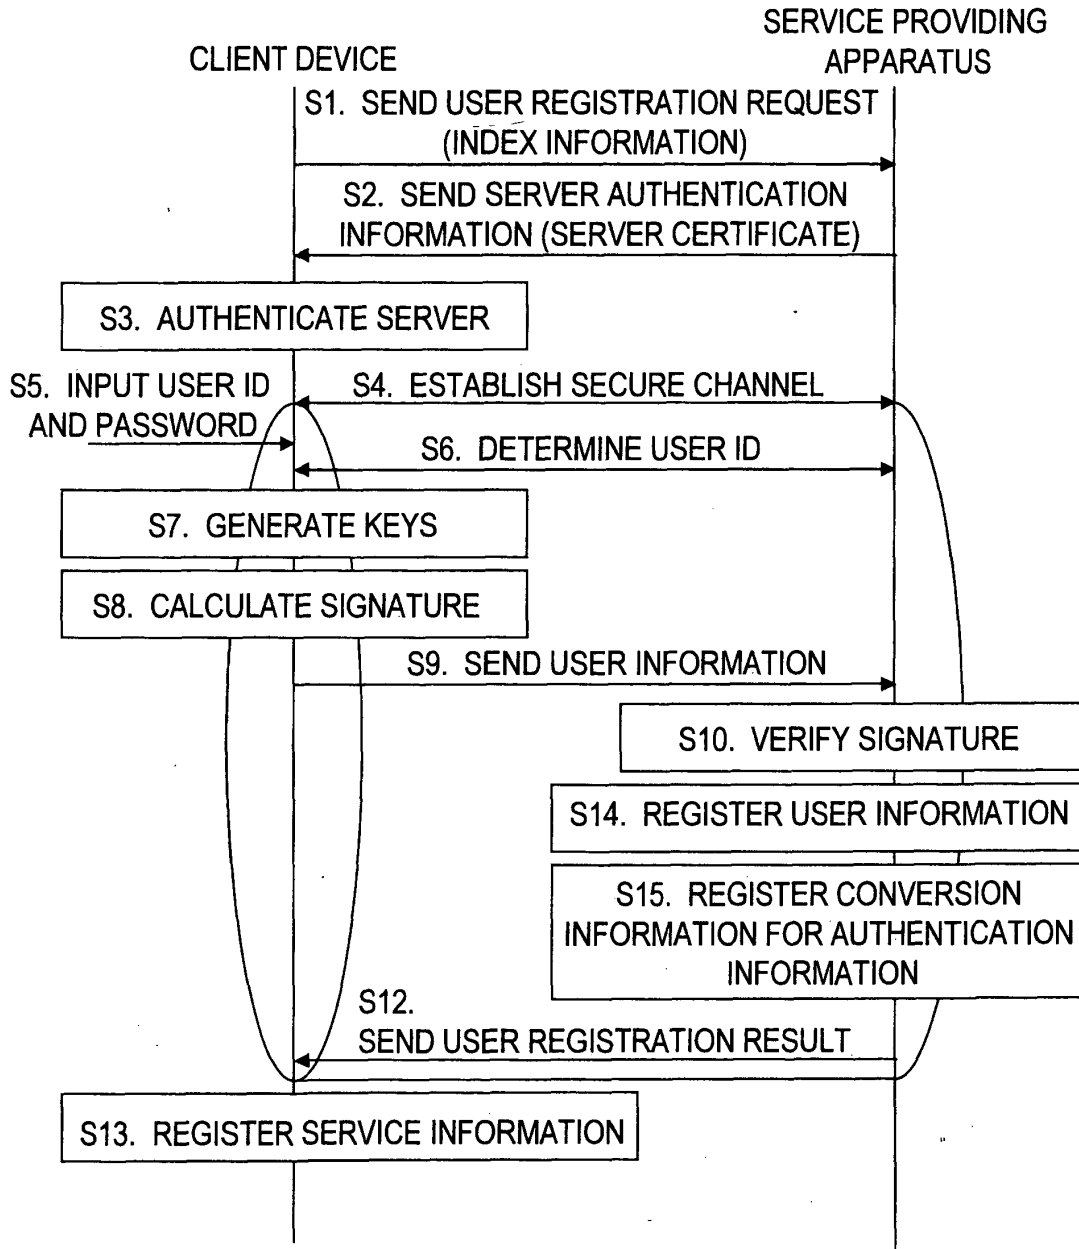 SERVICE PROVIDING
APPARATUS
CLIENT DEVICE
S1. SEND USER REGISTRATION REQUEST
(INDEX INFORMATION)
S2. SEND SERVER AUTHENTICATION
INFORMATION (SERVER CERTIFICATE)
S3. AUTHENTICATE SERVER
S5. INPUT USER ID
AND PASSWORD
S4. ESTABLISH SECURE CHANNEL
S6. DETERMINE USER ID
S7. GENERATE KEYS
S8. CALCULATE SIGNATURE
S9. SEND USER INFORMATION
S10. VERIFY SIGNATURE
S14. REGISTER USER INFORMATION
S15. REGISTER CONVERSION
INFORMATION FOR AUTHENTICATION
INFORMATION
S12.
SEND USER REGISTRATION RESULT
S13. REGISTER SERVICE INFORMATION